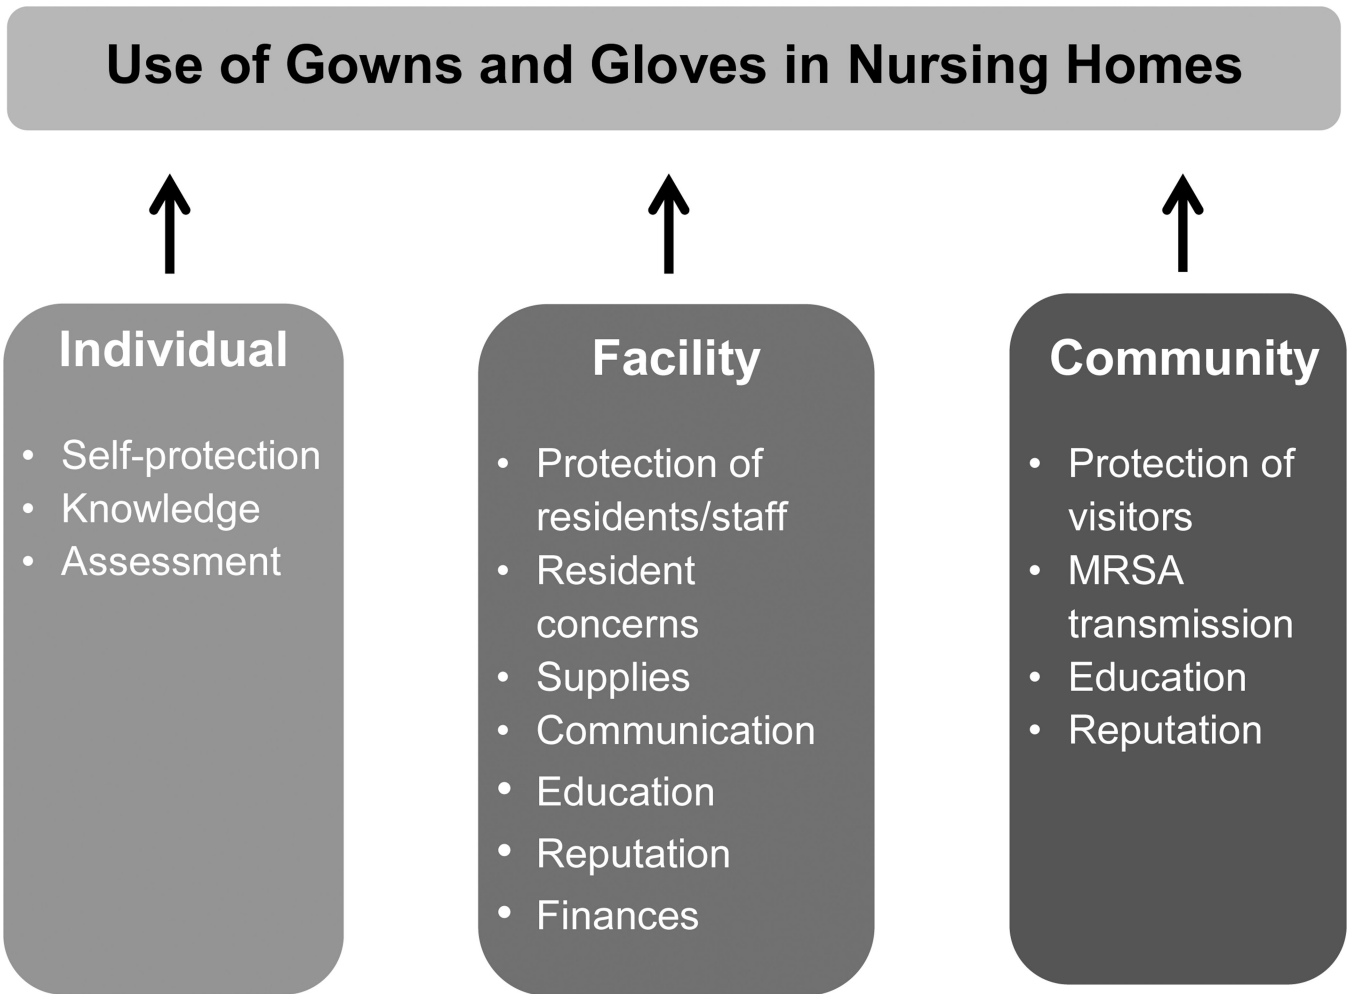 Use of Gowns and Gloves in Nursing Homes
Individual
• Self-protection
• Knowledge
• Assessment
Facility
• Protection of
residents/staff
• Resident
concerns
• Supplies
• Communication
• Education
• Reputation
• Finances
Community
• Protection of
visitors
• MRSA
transmission
• Education
• Reputation